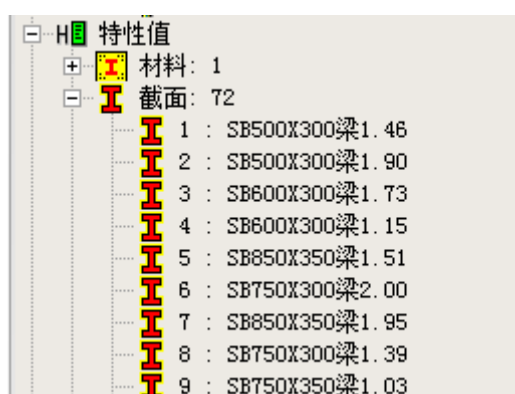 特性值
材料: 1
截面: 72
1 : SB500X300梁1.46
2 : SB500X300梁1.90
3 : SB600X300梁1.73
4 : SB600X300梁1.15
5 : SB850X350梁1.51
6 : SB750X300梁2.00
7 : SB850X350梁1.95
8 : SB750X300梁1.39
9 : SB750X350梁1.03